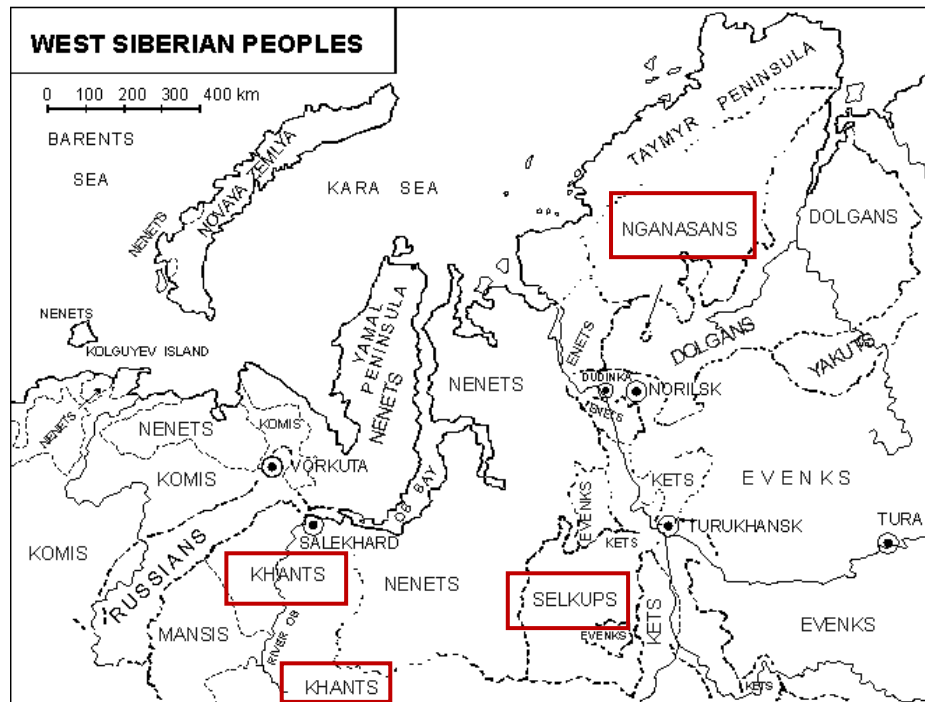 WEST SIBERIAN PEOPLES
0 100 200 300 400 km
BARENTS
SEA
NOVAYA ZEMLYA
NENETS
KARA SEA
TAYMYR PENINSULA
NGANASANS
DOLGANS
NENETS
KOLGUYEV ISLAND
YAMAL
PENINSULA
NENETS
NENETS
ENETS
DOLGANS
YAKUTS
DUDINKA
NORILSK
ENETS
NENETS
NENETS
KOMIS
KOMIS
VORKUTA
OB BAY
EVENKS
KETS
EVENKS
KOMIS
RUSSIANS
SALEKHARD
KETS
TURUKHANSK
TURA
KHANTS
NENETS
SELKUPS
KETS
EVENKS
MANSIS
RIVER OB
EVENKS
KHANTS
KETS